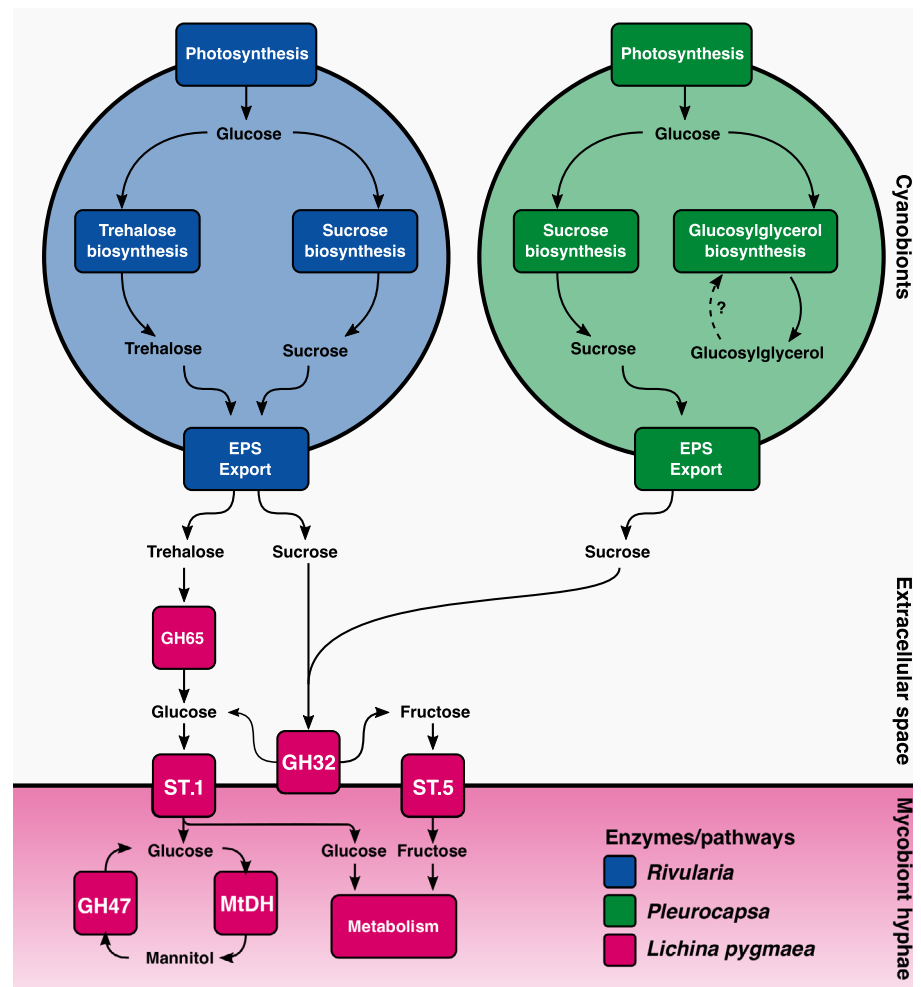 Photosynthesis
Glucose
Trehalose
biosynthesis
Sucrose
biosynthesis
Trehalose
Sucrose
EPS
Export
Photosynthesis
Glucose
Sucrose
biosynthesis
Glucosylglycerol
biosynthesis
?
Sucrose
Glucosylglycerol
EPS
Export
Cyanobionts
Trehalose
Sucrose
Sucrose
GH65
Glucose
Fructose
GH32
ST.1
ST.5
Extracellular space
Glucose
Glucose
Fructose
GH47
MtDH
Mannitol
Metabolism
Enzymes/pathways
Rivularia
Pleurocapsa
Lichina pygmaea
Mycobiont hyphae